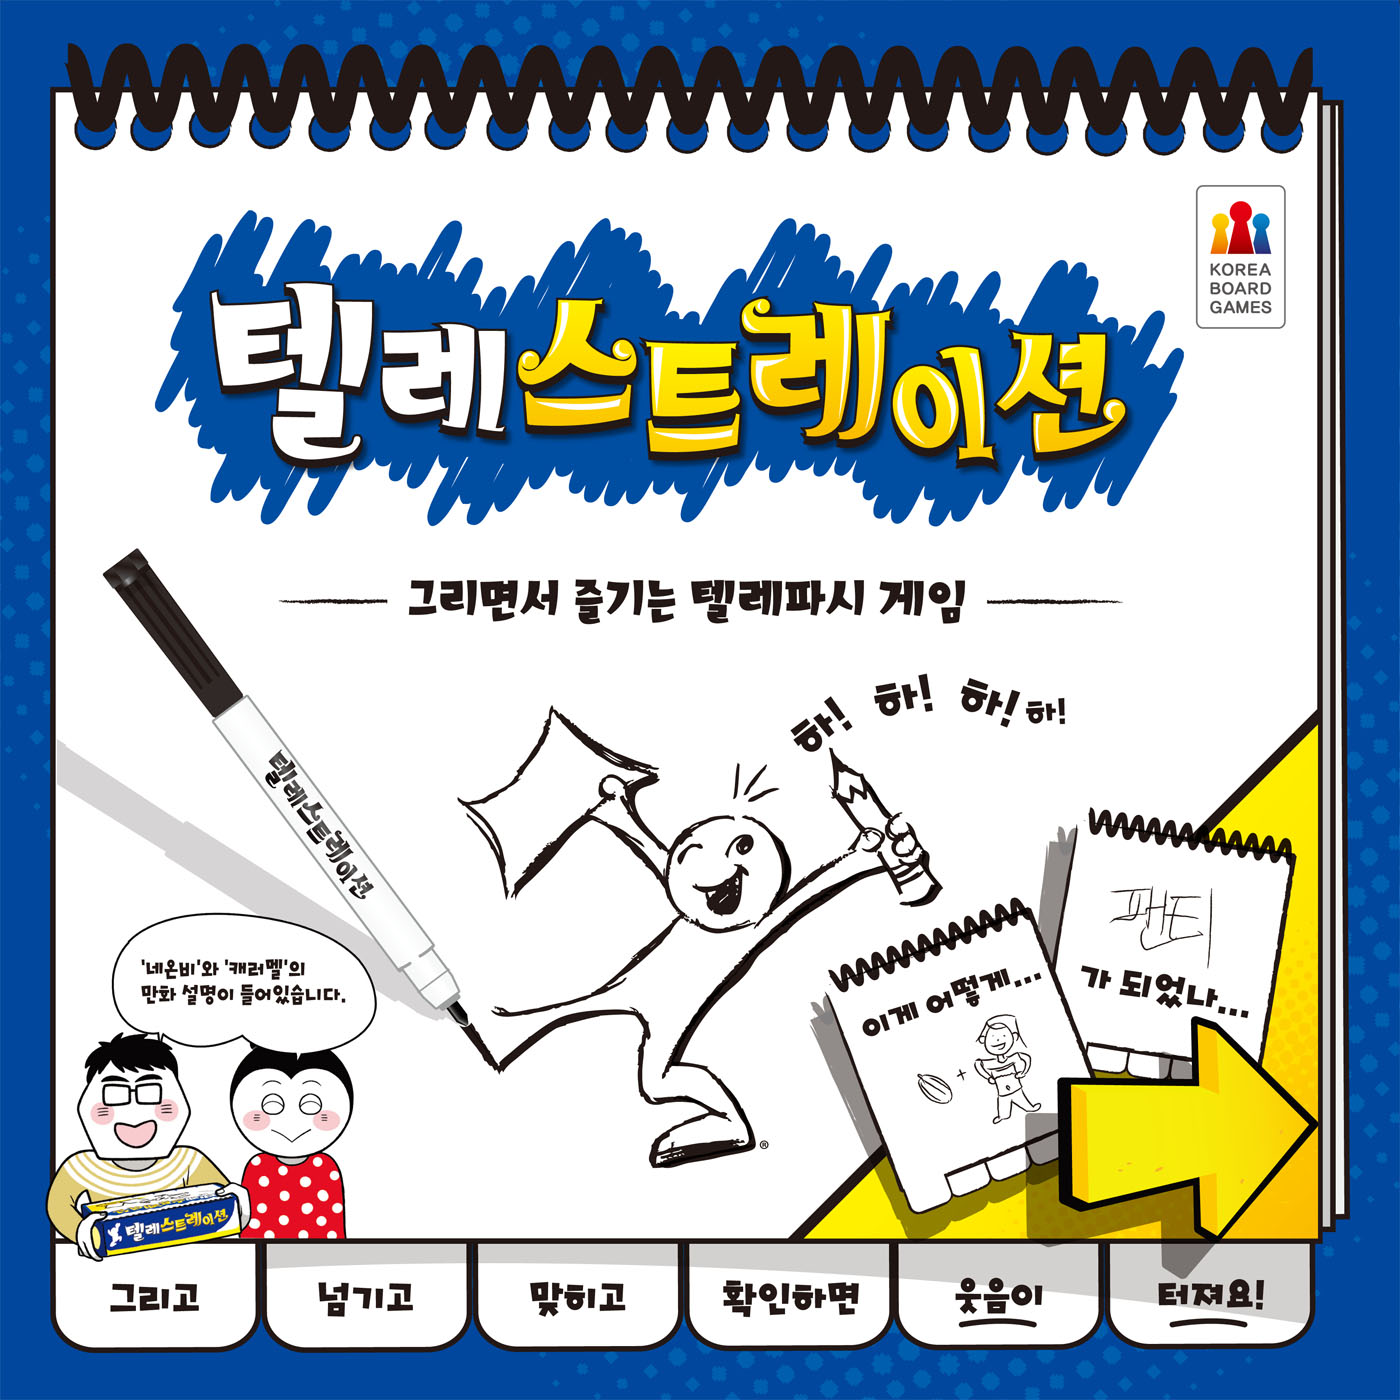 KOREA
BOARD
GAMES
텔레스트레이션
그리면서 즐기는 텔레파시 게임
하! 하! 하! 하!
텔레스트레이션
'네온비'와 '캐러멜'의
만화 설명이 들어있습니다.
팬티
가 되었나...
이게 어떻게...
+
텔레스트레이션
®
그리고
넘기고
맞히고
확인하면
웃음이
터져요!